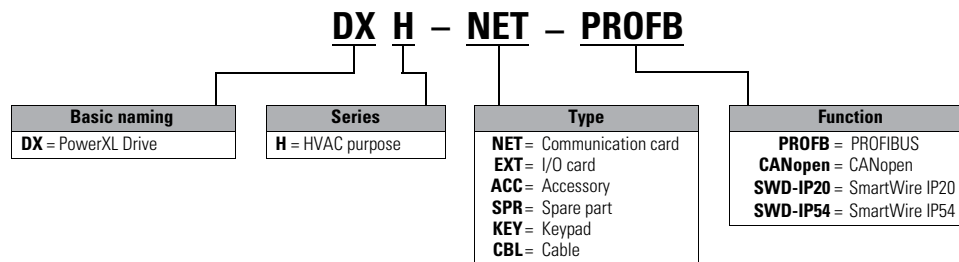 DX H – NET – PROFB
Basic naming
DX = PowerXL Drive
Series
H = HVAC purpose
Type
NET= Communication card
EXT= I/O card
ACC= Accessory
SPR= Spare part
KEY= Keypad
CBL= Cable
Function
PROFB = PROFIBUS
CANopen = CANopen
SWD-IP20 = SmartWire IP20
SWD-IP54 = SmartWire IP54